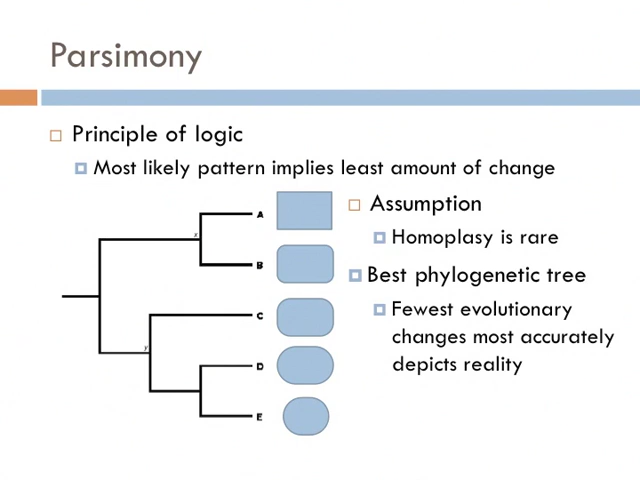 Parsimony
Principle of logic
Most likely pattern implies least amount of change
Assumption
Homoplasy is rare
Best phylogenetic tree
Fewest evolutionary
changes most accurately
depicts reality
x
A
B
y
C
D
E